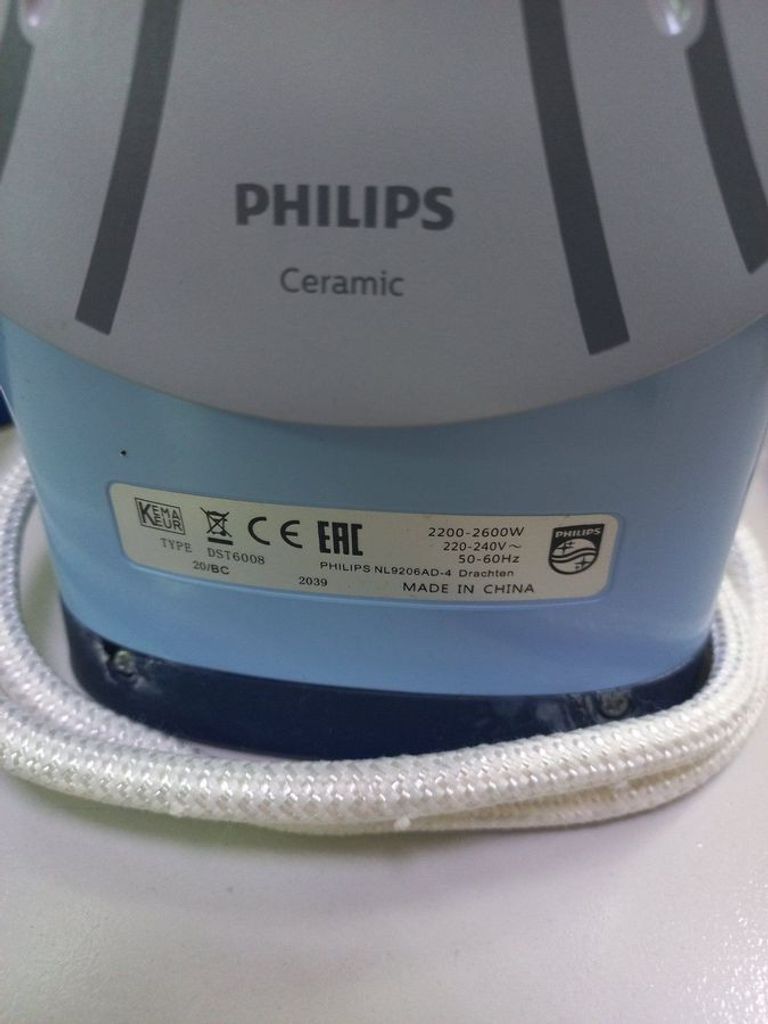 PHILIPS
Ceramic
KEMA
KEUR
CE
EAC
TYPE DST6008
20/BC
2039
2200-2600W
220-240V~
50-60Hz
PHILIPS NL9206AD-4 Drachten
MADE IN CHINA
PHILIPS